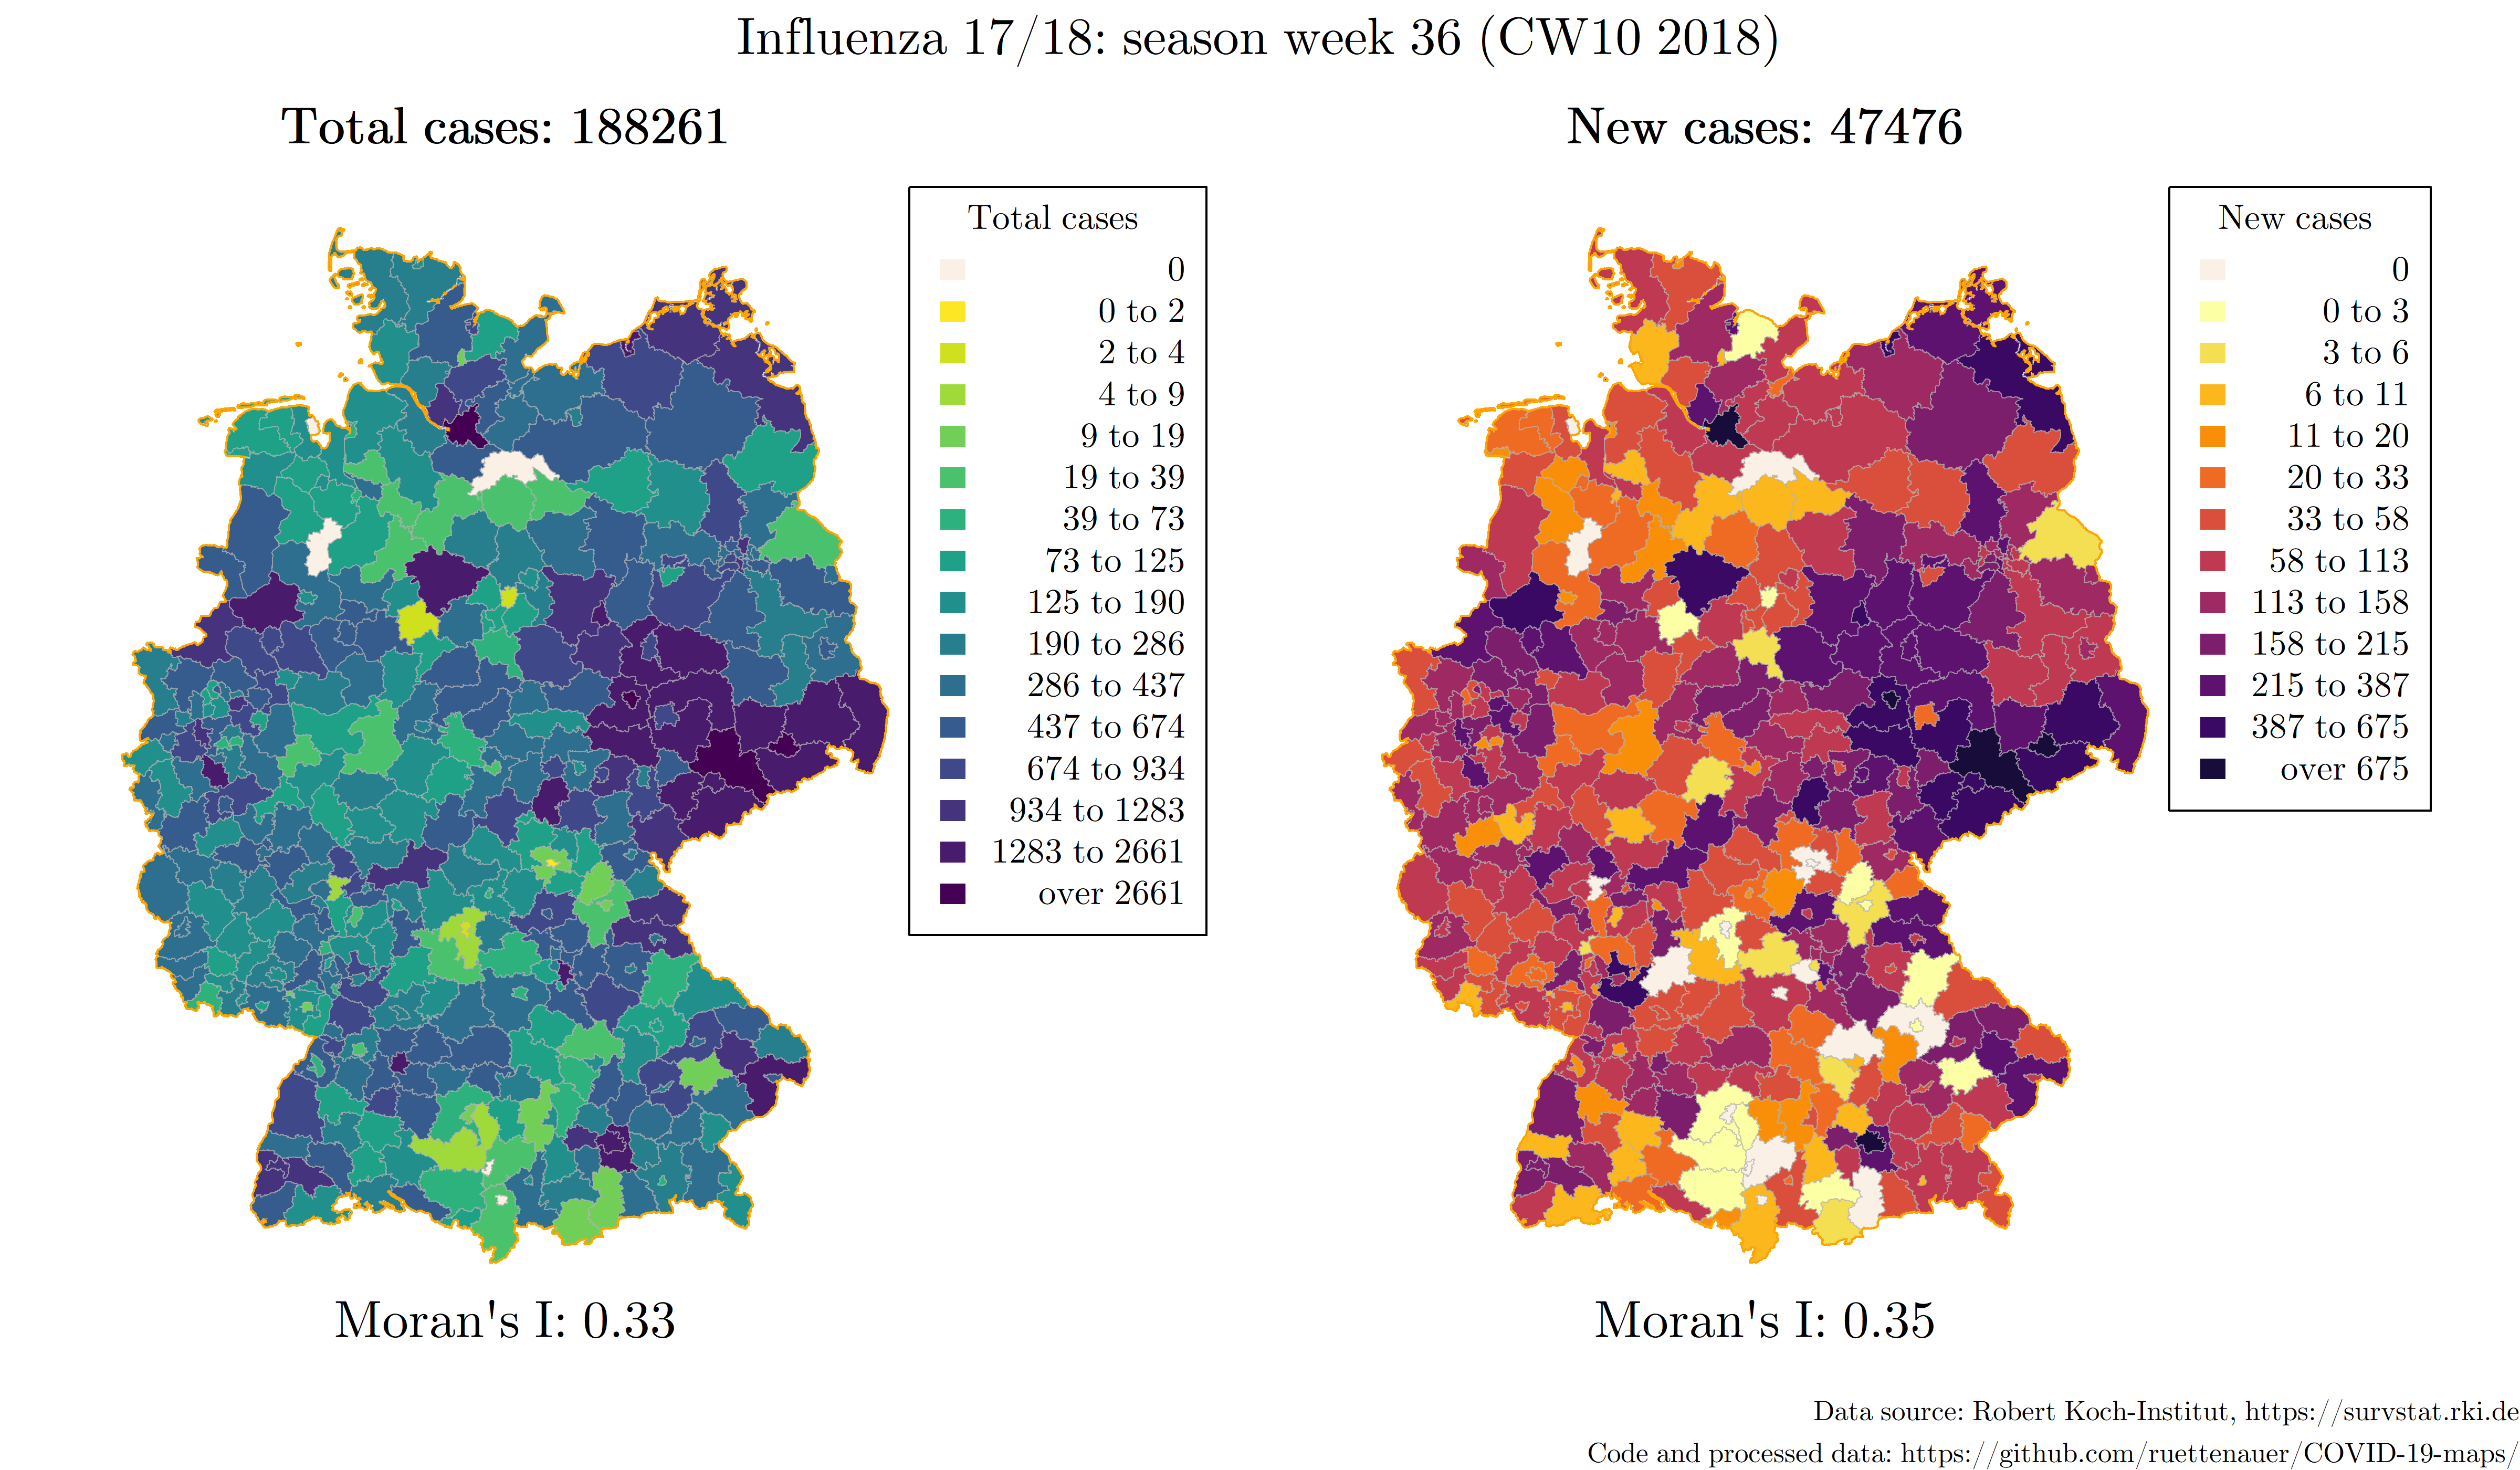 Influenza 17/18: season week 36 (CW10 2018)
Total cases: 188261
Total cases
0
0 to 2
2 to 4
4 to 9
9 to 19
19 to 39
39 to 73
73 to 125
125 to 190
190 to 286
286 to 437
437 to 674
674 to 934
934 to 1283
1283 to 2661
over 2661
Moran's I: 0.33
New cases: 47476
New cases
0
0 to 3
3 to 6
6 to 11
11 to 20
20 to 33
33 to 58
58 to 113
113 to 158
158 to 215
215 to 387
387 to 675
over 675
Moran's I: 0.35
Data source: Robert Koch-Institut, https://survstat.rki.de
Code and processed data: https://github.com/ruettenauer/COVID-19-maps/